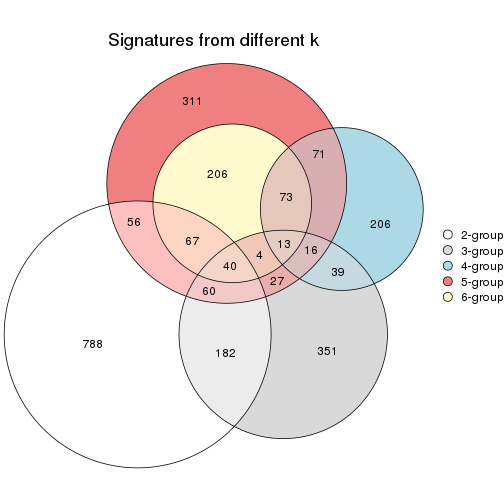 Signatures from different k
311
71
206
73
206
56
67
13
16
4
40
39
27
60
788
182
351
2-group
3-group
4-group
5-group
6-group